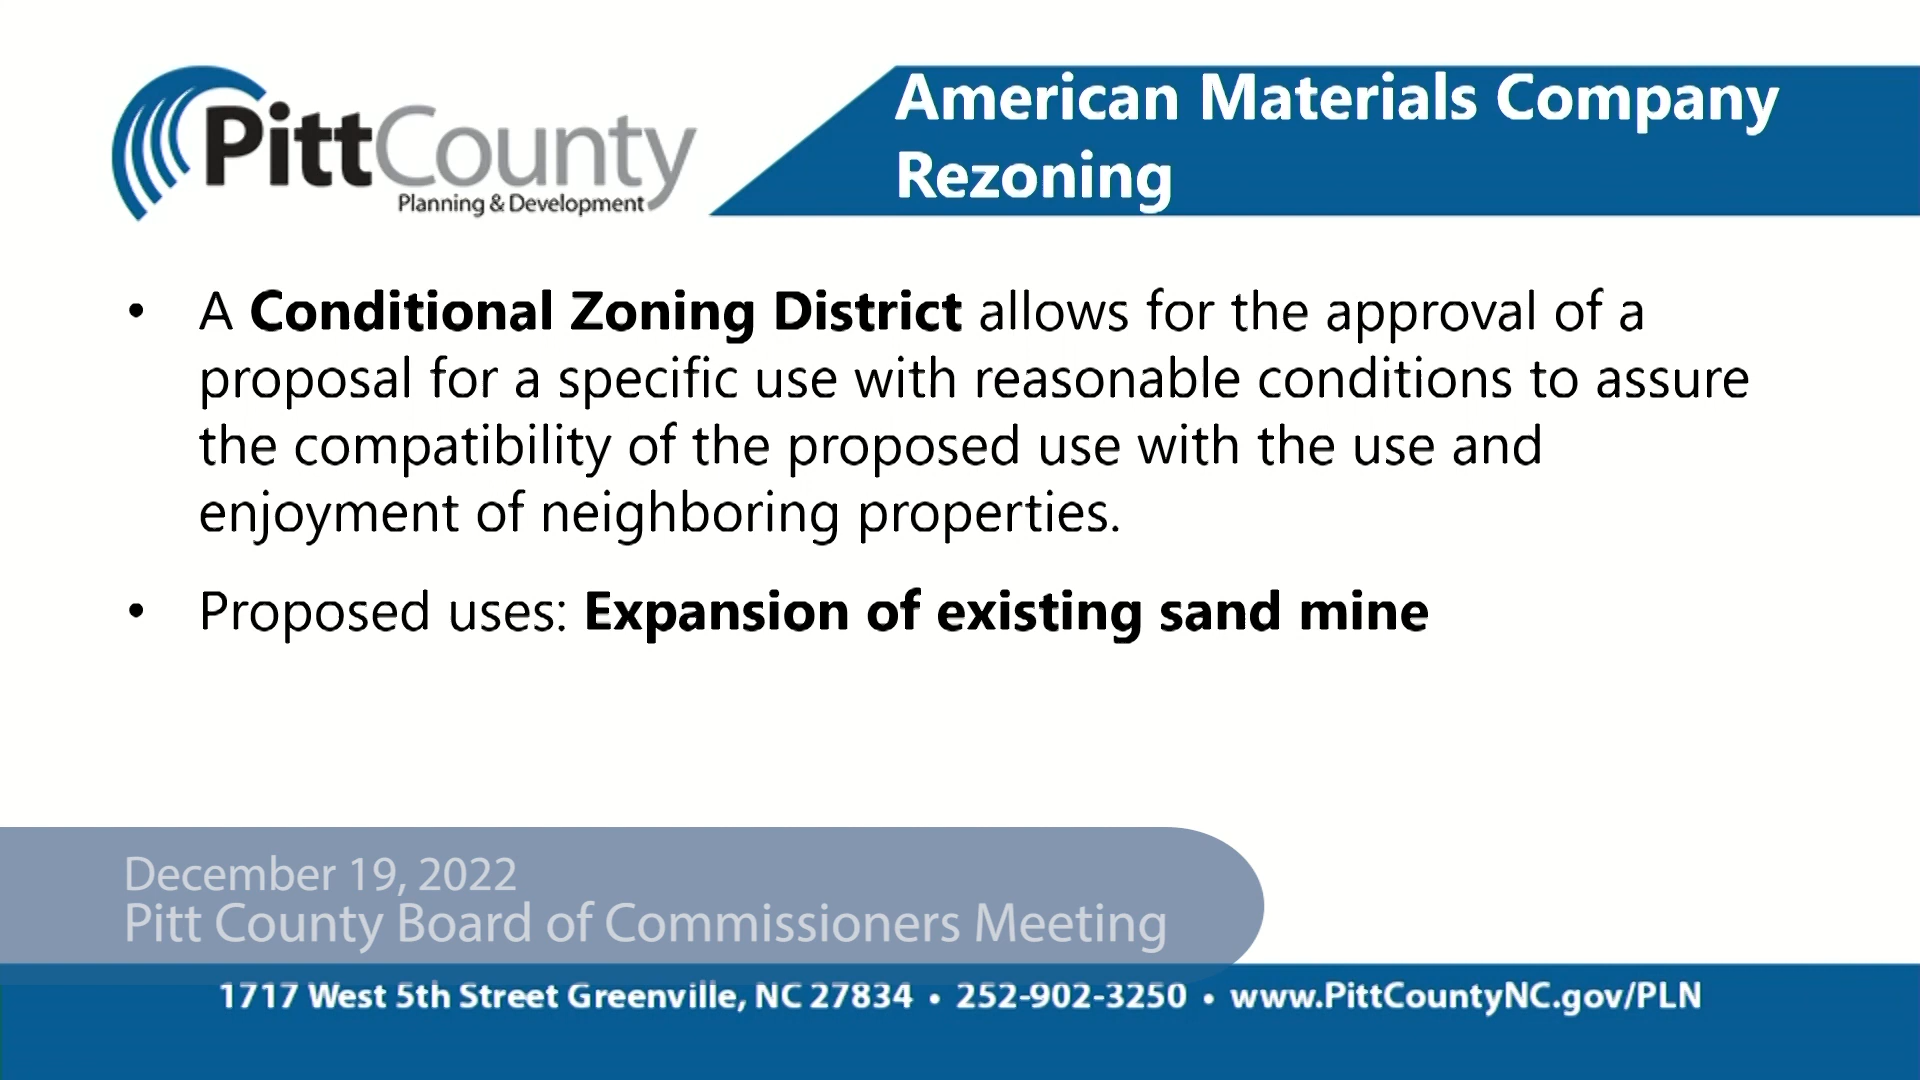 PittCounty
Planning & Development
American Materials Company
Rezoning
• A Conditional Zoning District allows for the approval of a
proposal for a specific use with reasonable conditions to assure
the compatibility of the proposed use with the use and
enjoyment of neighboring properties.
• Proposed uses: Expansion of existing sand mine
December 19, 2022
Pitt County Board of Commissioners Meeting
1717 West 5th Street Greenville, NC 27834 • 252-902-3250 • www.PittCountyNC.gov/PLN